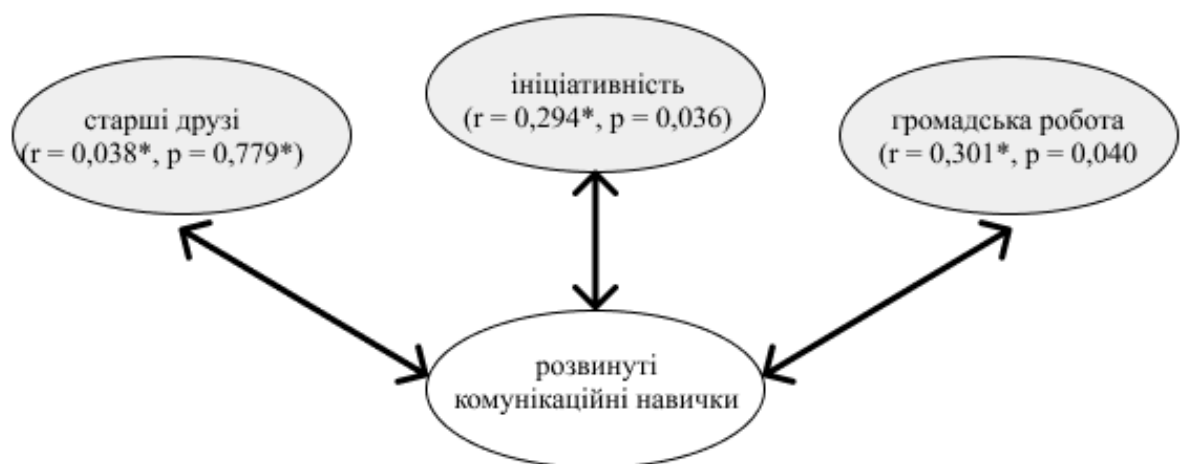 старші друзі
(r = 0,038*, p = 0,779*)
ініціативність
(r = 0,294*, p = 0,036)
громадська робота
(r = 0,301*, p = 0,040
розвинуті
комунікаційні навички